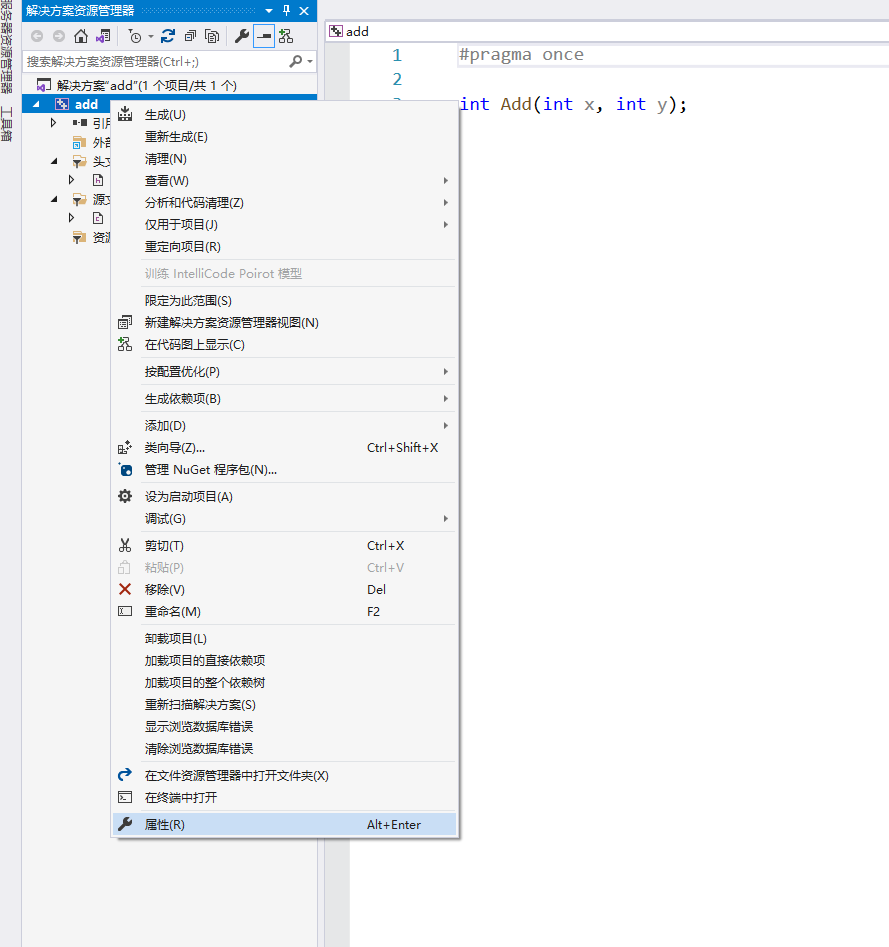 服务器资源管理器
工具箱
解决方案资源管理器
搜索解决方案资源管理器(Ctrl+;)
解决方案"add"(1 个项目/共 1 个)
add
引用
外部
头文
h
源文
c
资源
生成(U)
重新生成(E)
清理(N)
查看(W)
分析和代码清理(Z)
仅用于项目(J)
重定向项目(R)
训练 IntelliCode Poirot 模型
限定为此范围(S)
新建解决方案资源管理器视图(N)
在代码图上显示(C)
按配置优化(P)
生成依赖项(B)
添加(D)
类向导(Z)... Ctrl+Shift+X
管理 NuGet 程序包(N)...
设为启动项目(A)
调试(G)
剪切(T) Ctrl+X
粘贴(P) Ctrl+V
移除(V) Del
重命名(M) F2
卸载项目(L)
加载项目的直接依赖项
加载项目的整个依赖树
重新扫描解决方案(S)
显示浏览数据库错误
清除浏览数据库错误
在文件资源管理器中打开文件夹(X)
在终端中打开
属性(R) Alt+Enter
add
1 #pragma once
2
int Add(int x, int y);